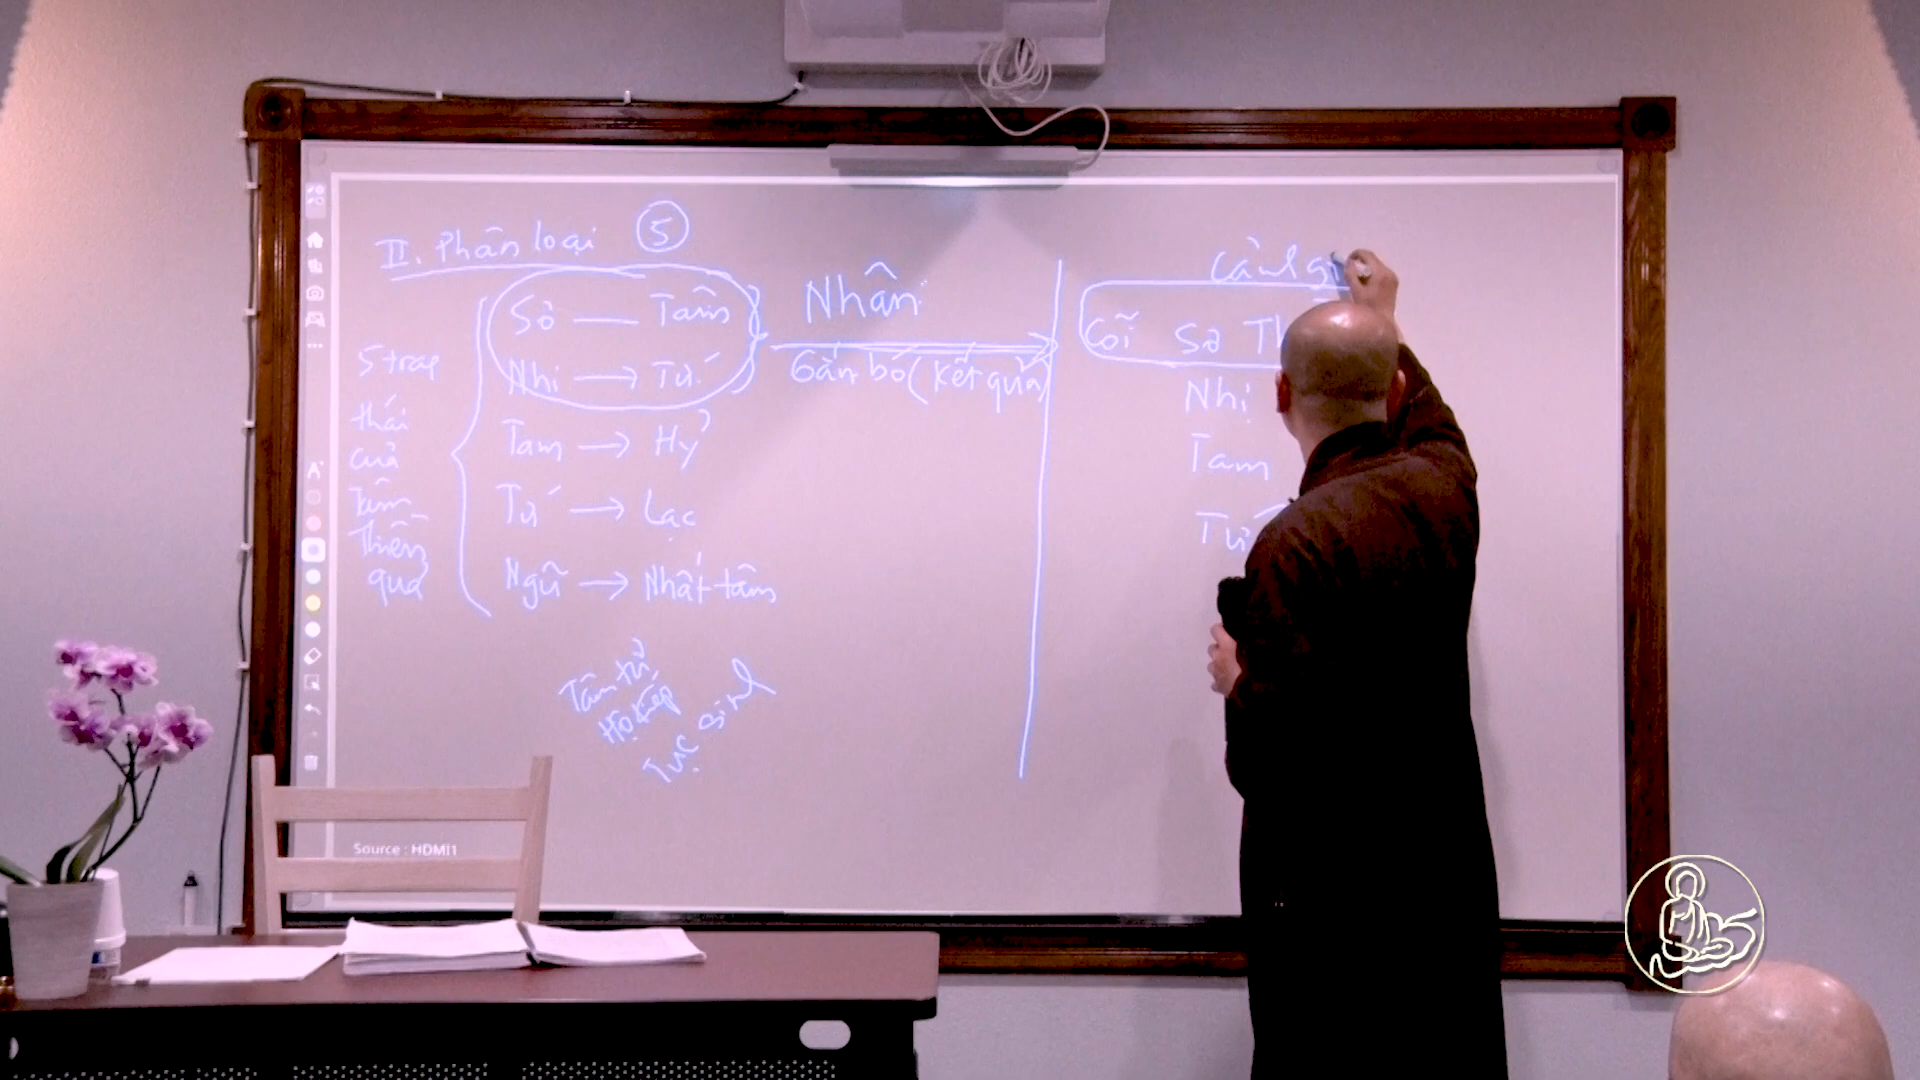 II. Phân loại 5
Sơ — Tầm
Nhị → Tứ
Tam → Hỷ
Tứ → Lạc
Ngũ → Nhất tâm
5 trạng
thái
của
tâm
Thiền
quả
Nhân
Gắn bó (kết quả)
Tâm tử
Hộ kiếp
Tục sinh
Cảnh gi
Cõi Sơ Th
Nhị
Tam
Tứ
Source : HDMI1